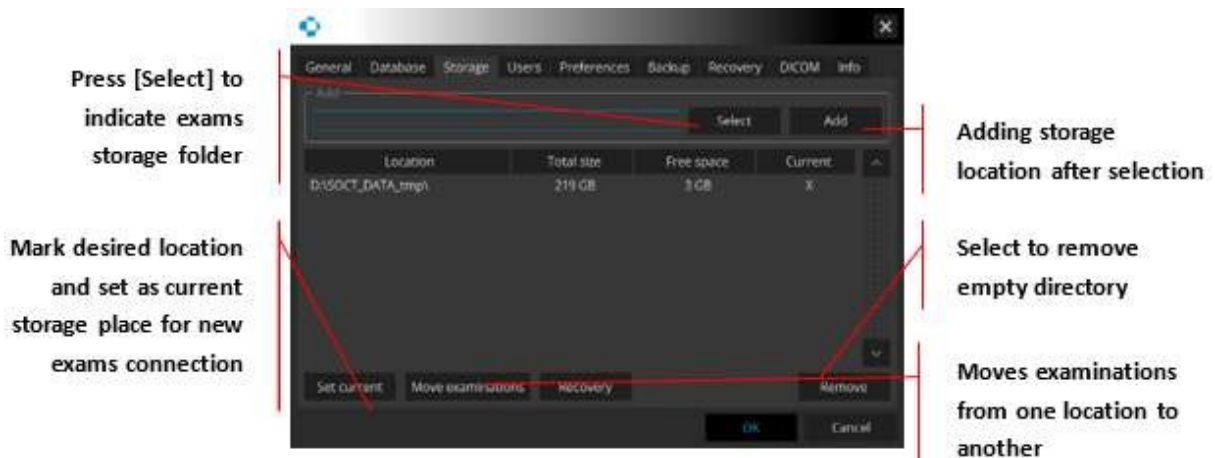 Press [Select] to
indicate exams
storage folder
Mark desired location
and set as current
storage place for new
exams connection
General Database Storage Users Preferences Backup Recovery DICOM Info
Add
Select Add
Location Total size Free space Current
D:\SOCT_DATA_tmp\ 219 GB 3 GB X
Set current Move examinations Recovery Remove
OK Cancel
Adding storage
location after selection
Select to remove
empty directory
Moves examinations
from one location to
another